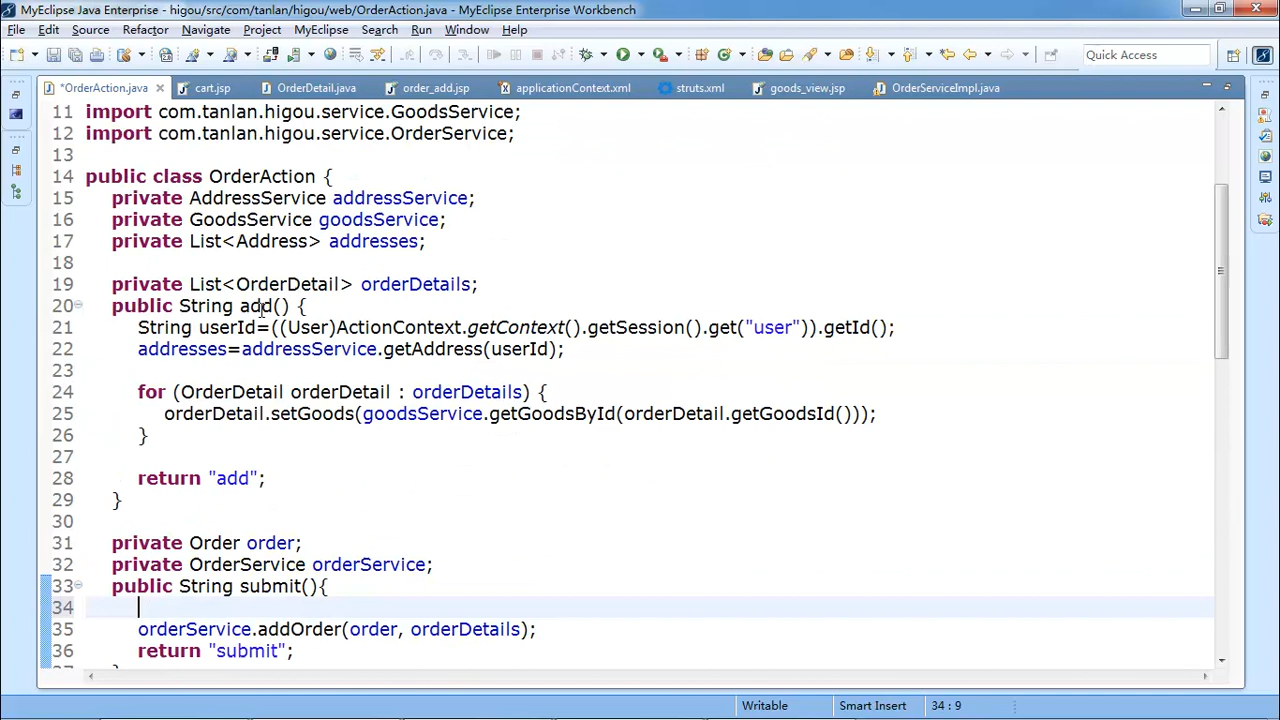 MyEclipse Java Enterprise - higou/src/com/tanlan/higou/web/OrderAction.java - MyEclipse Enterprise Workbench
File Edit Source Refactor Navigate Project MyEclipse Search Run Window Help
Quick Access
*OrderAction.java cart.jsp OrderDetail.java order_add.jsp applicationContext.xml struts.xml goods_view.jsp OrderServiceImpl.java
11 import com.tanlan.higou.service.GoodsService;
12 import com.tanlan.higou.service.OrderService;
13
14 public class OrderAction {
15 private AddressService addressService;
16 private GoodsService goodsService;
17 private List<Address> addresses;
18
19 private List<OrderDetail> orderDetails;
20 public String add() {
21 String userId=((User)ActionContext.getContext().getSession().get("user")).getId();
22 addresses=addressService.getAddress(userId);
23
24 for (OrderDetail orderDetail : orderDetails) {
25 orderDetail.setGoods(goodsService.getGoodsById(orderDetail.getGoodsId()));
26 }
27
28 return "add";
29 }
30
31 private Order order;
32 private OrderService orderService;
33 public String submit(){
34
35 orderService.addOrder(order, orderDetails);
36 return "submit";
Writable Smart Insert 34 : 9